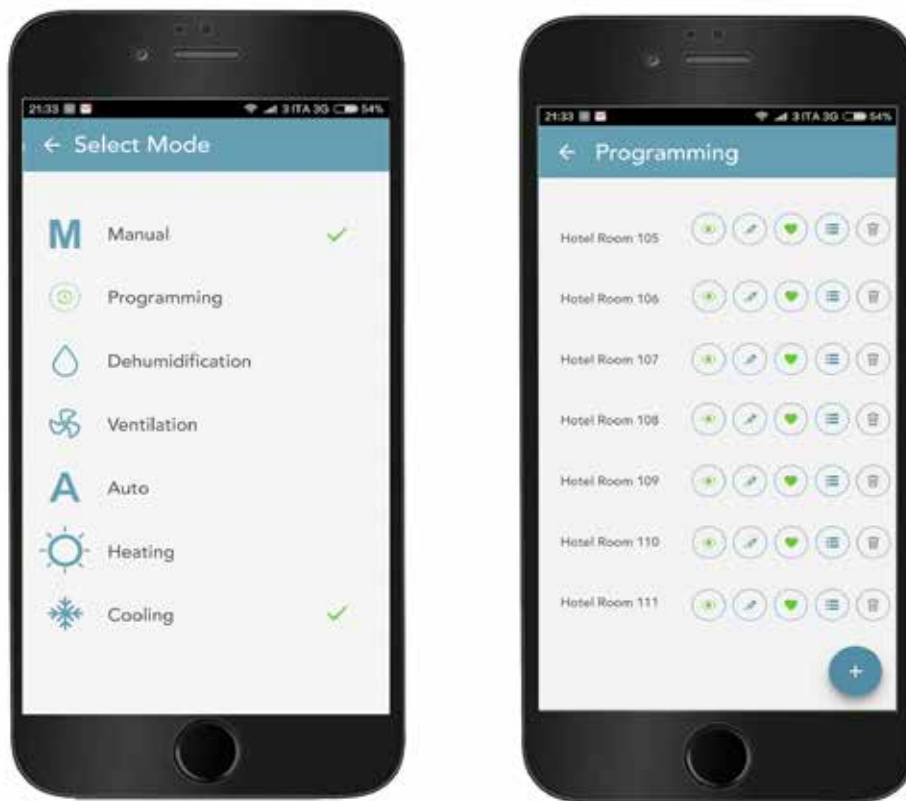 21:33 3 ITA 3G 54%
← Select Mode
M Manual
Programming
Dehumidification
Ventilation
A Auto
Heating
Cooling
21:33 3 ITA 3G 54%
← Programming
Hotel Room 105
Hotel Room 106
Hotel Room 107
Hotel Room 108
Hotel Room 109
Hotel Room 110
Hotel Room 111
+